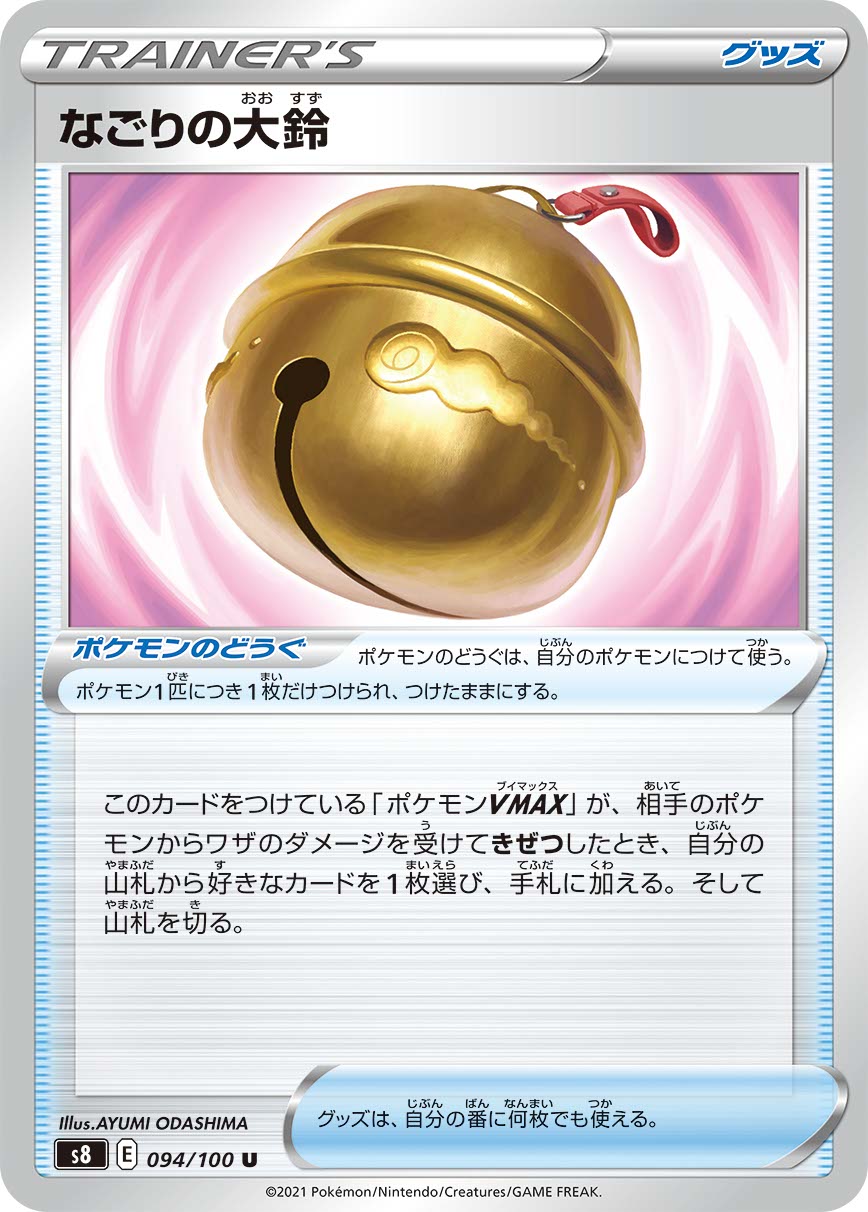 TRAINER'S
グッズ
なごりの大鈴
おお すず
ポケモンのどうぐ
ポケモンのどうぐは、自分のポケモンにつけて使う。
じぶん つか
ポケモン1匹につき1枚だけつけられ、つけたままにする。
びき まい
このカードをつけている「ポケモンVMAX」が、相手のポケ
ブイマックス あいて
モンからワザのダメージを受けてきぜつしたとき、自分の
う じぶん
山札から好きなカードを1枚選び、手札に加える。そして
やまふだ す まいえら てふだ くわ
山札を切る。
やまふだ き
Illus.AYUMI ODASHIMA
グッズは、自分の番に何枚でも使える。
じぶん ばん なんまい つか
s8 E 094/100 U
©2021 Pokémon/Nintendo/Creatures/GAME FREAK.